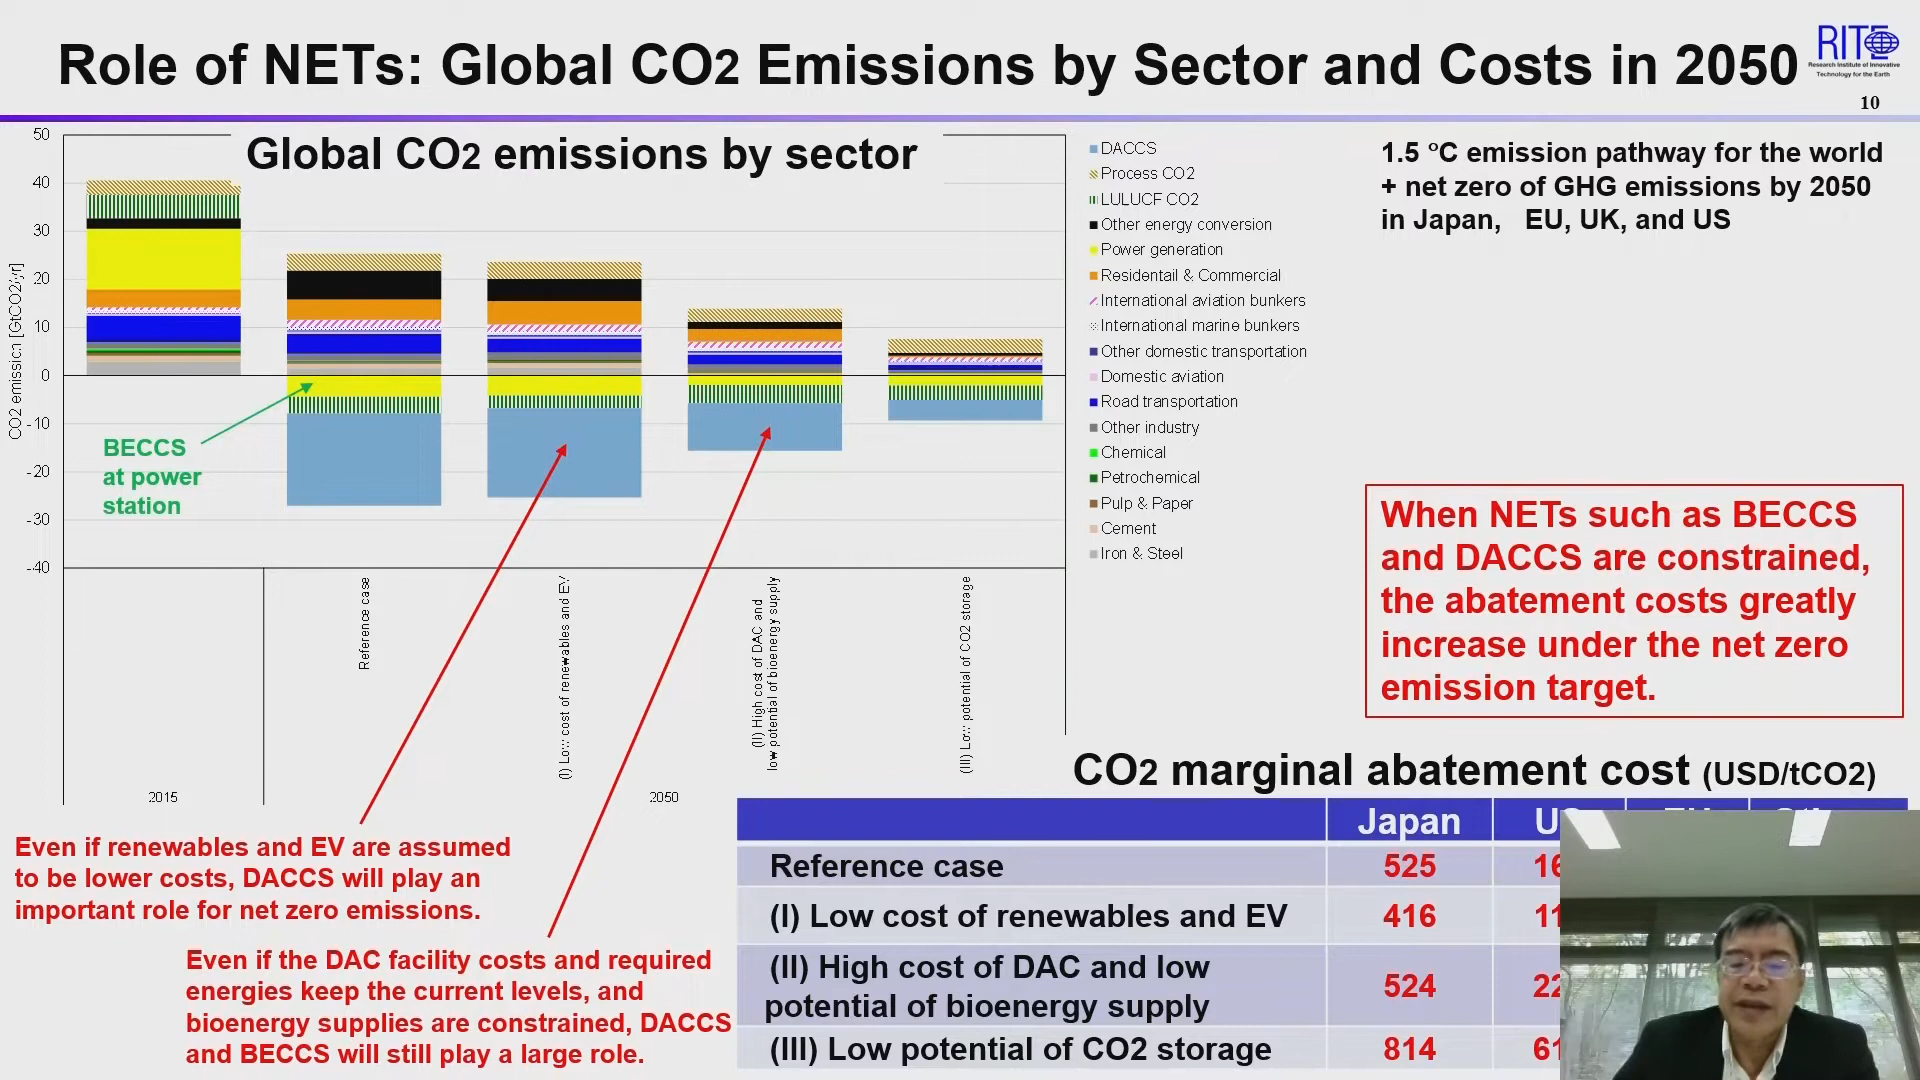 Role of NETs: Global CO2 Emissions by Sector and Costs in 2050
RITE
Research Institute of Innovative
Technology for the Earth
10
Global CO2 emissions by sector
CO2 emission [GtCO2/yr]
50
40
30
20
10
0
-10
-20
-30
-40
BECCS
at power
station
Reference case
(I) Low cost of renewables and EV
(II) High cost of DAC and
low potential of bioenergy supply
(III) Low potential of CO2 storage
2015
2050
DACCS
Process CO2
LULUCF CO2
Other energy conversion
Power generation
Residentail & Commercial
International aviation bunkers
International marine bunkers
Other domestic transportation
Domestic aviation
Road transportation
Other industry
Chemical
Petrochemical
Pulp & Paper
Cement
Iron & Steel
1.5 °C emission pathway for the world
+ net zero of GHG emissions by 2050
in Japan, EU, UK, and US
When NETs such as BECCS
and DACCS are constrained,
the abatement costs greatly
increase under the net zero
emission target.
Even if renewables and EV are assumed
to be lower costs, DACCS will play an
important role for net zero emissions.
Even if the DAC facility costs and required
energies keep the current levels, and
bioenergy supplies are constrained, DACCS
and BECCS will still play a large role.
CO2 marginal abatement cost (USD/tCO2)
Japan
Reference case 525
(I) Low cost of renewables and EV 416
(II) High cost of DAC and low
potential of bioenergy supply 524
(III) Low potential of CO2 storage 814